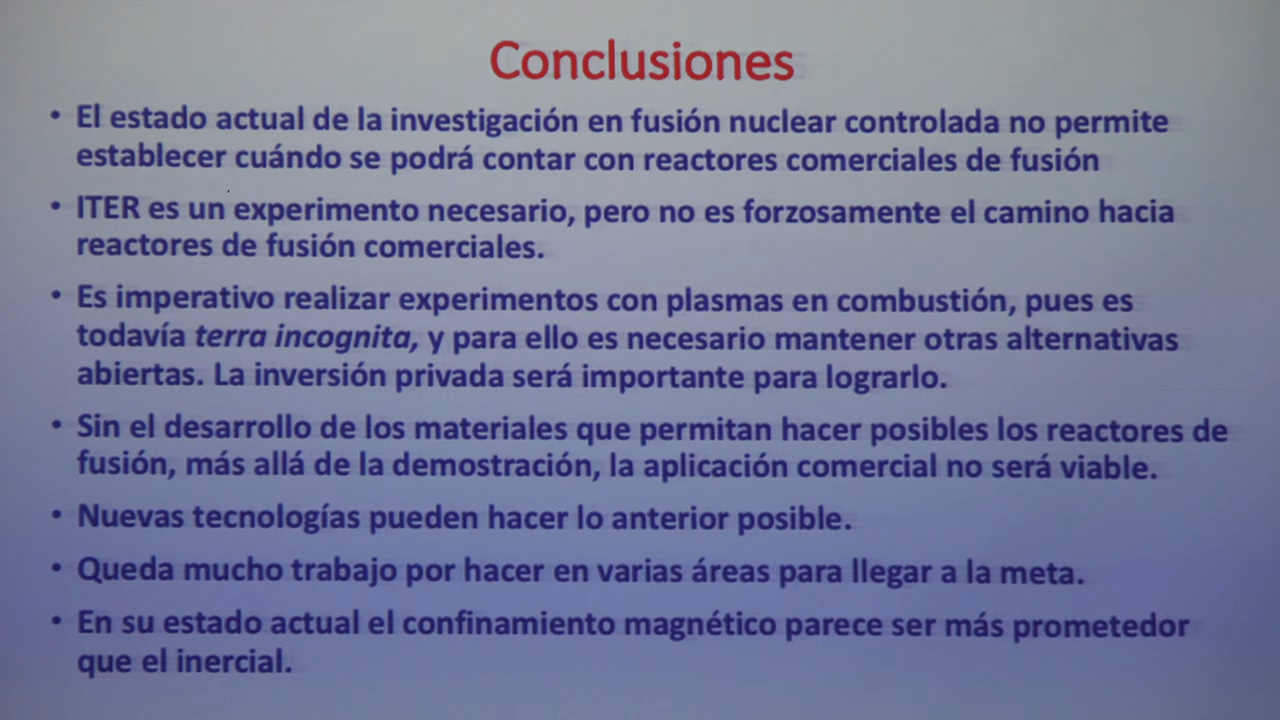 Conclusiones
• El estado actual de la investigación en fusión nuclear controlada no permite
establecer cuándo se podrá contar con reactores comerciales de fusión
• ITER es un experimento necesario, pero no es forzosamente el camino hacia
reactores de fusión comerciales.
• Es imperativo realizar experimentos con plasmas en combustión, pues es
todavía terra incognita, y para ello es necesario mantener otras alternativas
abiertas. La inversión privada será importante para lograrlo.
• Sin el desarrollo de los materiales que permitan hacer posibles los reactores de
fusión, más allá de la demostración, la aplicación comercial no será viable.
• Nuevas tecnologías pueden hacer lo anterior posible.
• Queda mucho trabajo por hacer en varias áreas para llegar a la meta.
• En su estado actual el confinamiento magnético parece ser más prometedor
que el inercial.